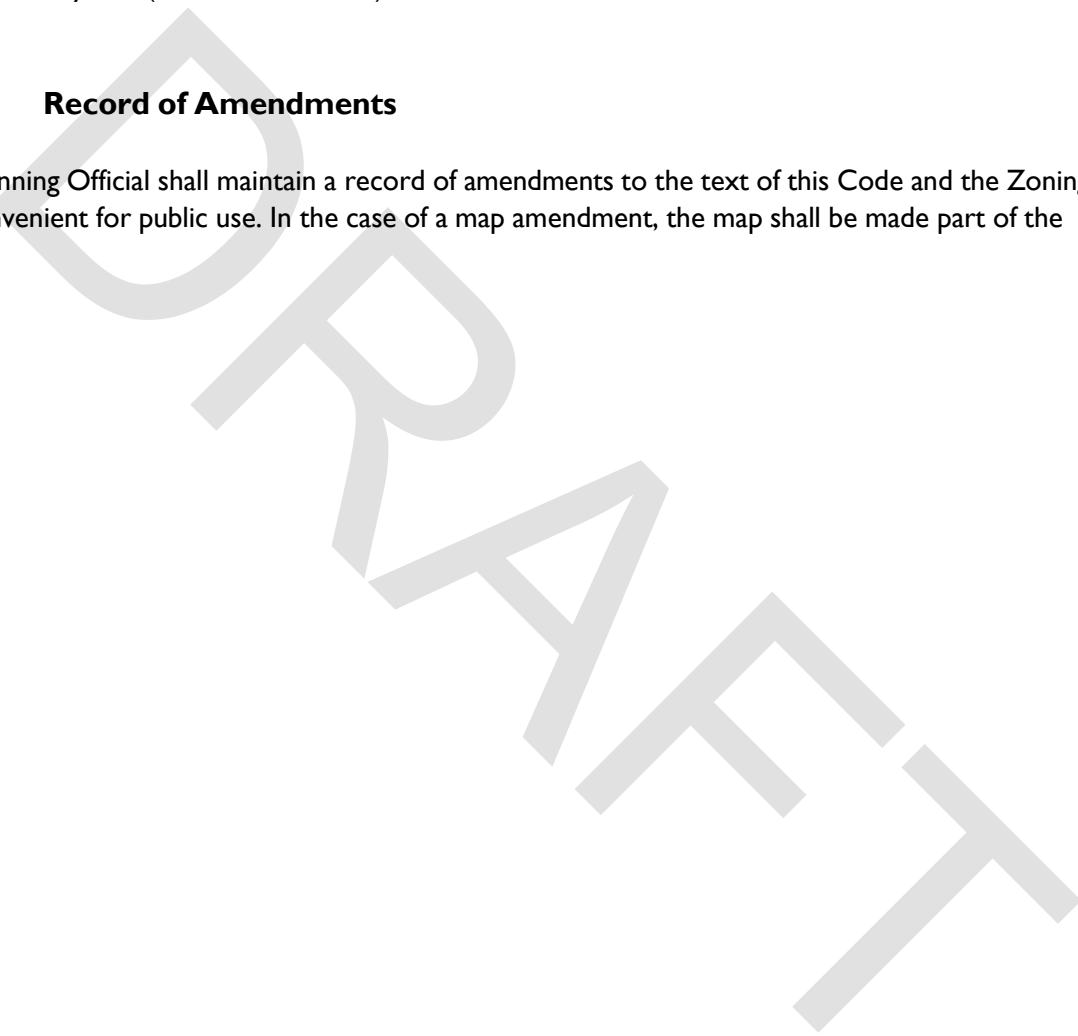 Record of Amendments
nning Official shall maintain a record of amendments to the text of this Code and the Zoning
nvenient for public use. In the case of a map amendment, the map shall be made part of the
DRAFT